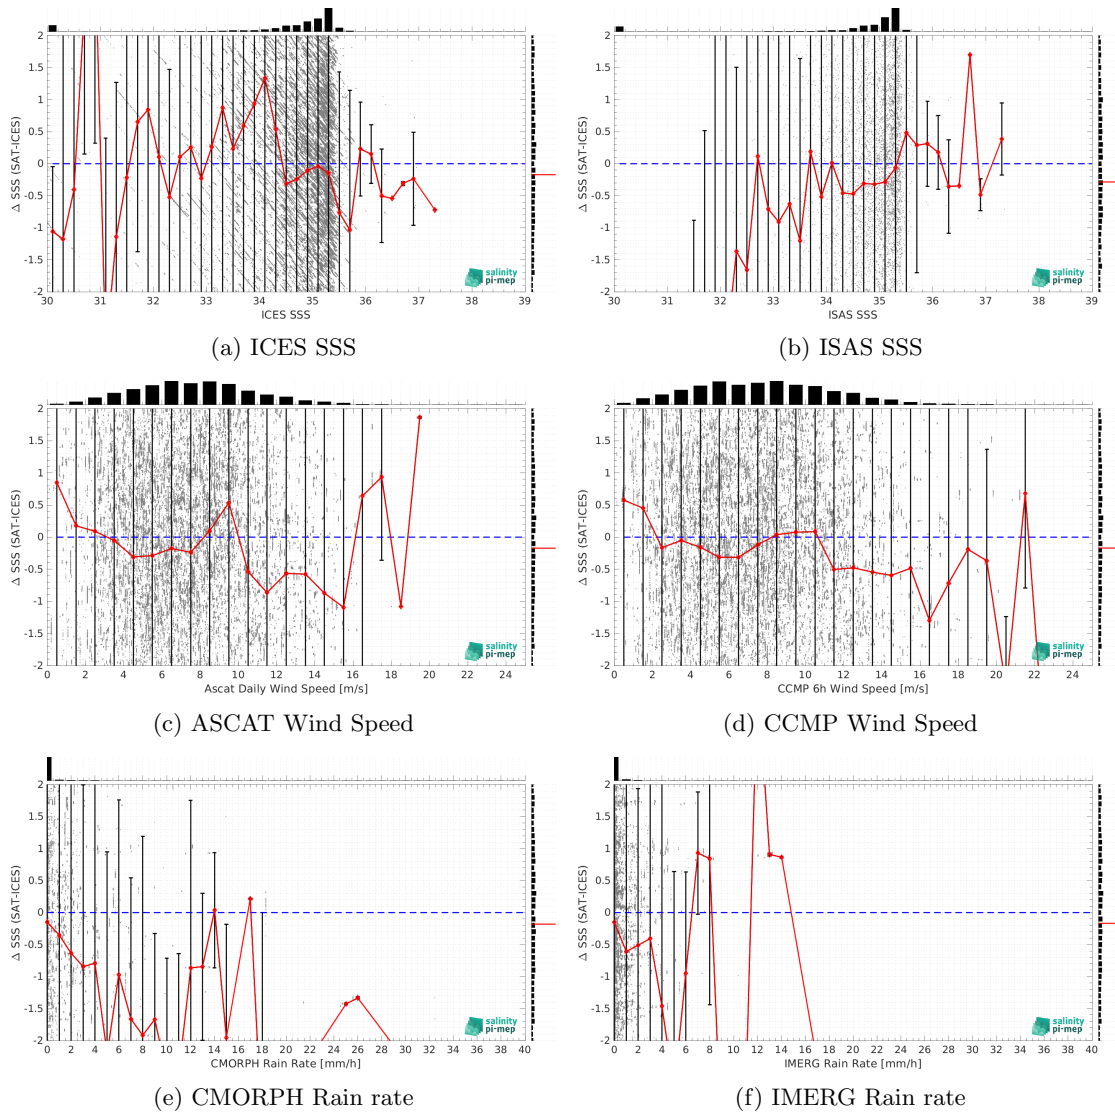 2
1.5
1
0.5
0
-0.5
-1
-1.5
-2
Δ SSS (SAT-ICES)
salinity
pi-mep
30 31 32 33 34 35 36 37 38 39
ICES SSS
(a) ICES SSS
2
1.5
1
0.5
0
-0.5
-1
-1.5
-2
Δ SSS (SAT-ICES)
salinity
pi-mep
30 31 32 33 34 35 36 37 38 39
ISAS SSS
(b) ISAS SSS
2
1.5
1
0.5
0
-0.5
-1
-1.5
-2
Δ SSS (SAT-ICES)
salinity
pi-mep
0 2 4 6 8 10 12 14 16 18 20 22 24
Ascat Daily Wind Speed [m/s]
(c) ASCAT Wind Speed
2
1.5
1
0.5
0
-0.5
-1
-1.5
-2
Δ SSS (SAT-ICES)
salinity
pi-mep
0 2 4 6 8 10 12 14 16 18 20 22 24
CCMP 6h Wind Speed [m/s]
(d) CCMP Wind Speed
2
1.5
1
0.5
0
-0.5
-1
-1.5
-2
Δ SSS (SAT-ICES)
salinity
pi-mep
0 2 4 6 8 10 12 14 16 18 20 22 24 26 28 30 32 34 36 38 40
CMORPH Rain Rate [mm/h]
(e) CMORPH Rain rate
2
1.5
1
0.5
0
-0.5
-1
-1.5
-2
Δ SSS (SAT-ICES)
salinity
pi-mep
0 2 4 6 8 10 12 14 16 18 20 22 24 26 28 30 32 34 36 38 40
IMERG Rain Rate [mm/h]
(f) IMERG Rain rate